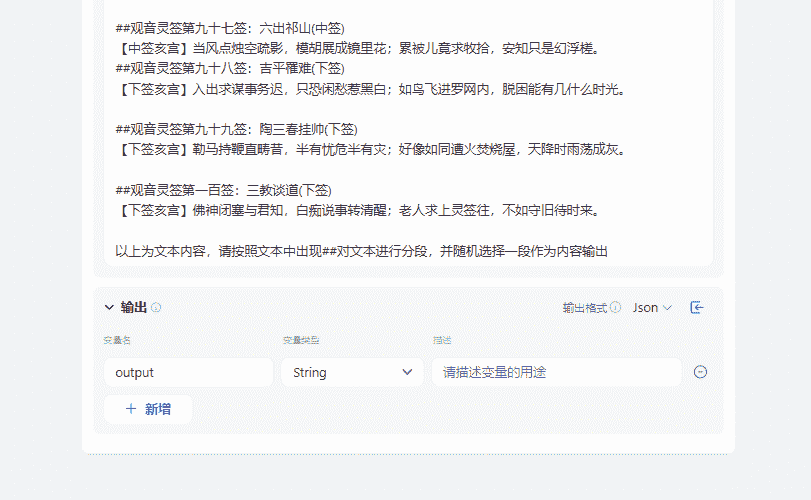 ##观音灵签第九十七签：六出祁山(中签)
【中签亥宫】当风点烛空疏影，模胡展成镜里花；累被儿竟求牧拾，安知只是幻浮槎。
##观音灵签第九十八签：吉平罹难(下签)
【下签亥宫】入出求谋事务迟，只恐闲愁惹黑白；如鸟飞进罗网内，脱困能有几什么时光。
##观音灵签第九十九签：陶三春挂帅(下签)
【下签亥宫】勒马持鞭直畴昔，半有忧危半有灾；好像如同遭火焚烧屋，天降时雨荡成灰。
##观音灵签第一百签：三教谈道(下签)
【下签亥宫】佛神闭塞与君知，白痴说事转清醒；老人求上灵签往，不如守旧待时来。
以上为文本内容，请按照文本中出现##对文本进行分段，并随机选择一段作为内容输出
输出 输出格式 Json
变量名 变量类型 描述
output String 请描述变量的用途
+ 新增